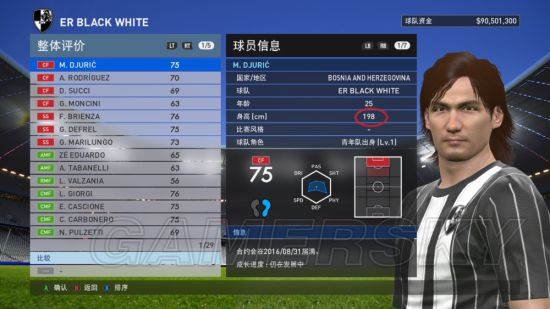 ER BLACK WHITE
球队资金 $90,501,300
整体评价 LT RT 1/5
CF M. DJURIĆ 75
CF A. RODRÍGUEZ 70
CF D. SUCCI 69
CF G. MONCINI 63
SS F. BRIENZA 76
SS G. DEFREL 76
SS G. MARILUNGO 73
AMF ZÉ EDUARDO 65
AMF A. TABANELLI 63
CMF L. VALZANIA 56
CMF L. GIORGI 76
CMF E. CASCIONE 75
CMF C. CARBONERO 75
CMF N. PULZETTI 69
1/29
比较
-
球员信息 LB RB 1/7
M. DJURIĆ
国家/地区 BOSNIA AND HERZEGOVINA
球队 ER BLACK WHITE
年龄 25
身高(cm) 198
比赛风格 -
球队角色 青年队出身 (Lv.1)
CF
75
PAS
DRI SHT
SPD PHY
DEF
信息
合约会在2016/08/31届满。
成长进度: 仍在发展中
GAMERSKY
A 确认 B 返回 X 排序